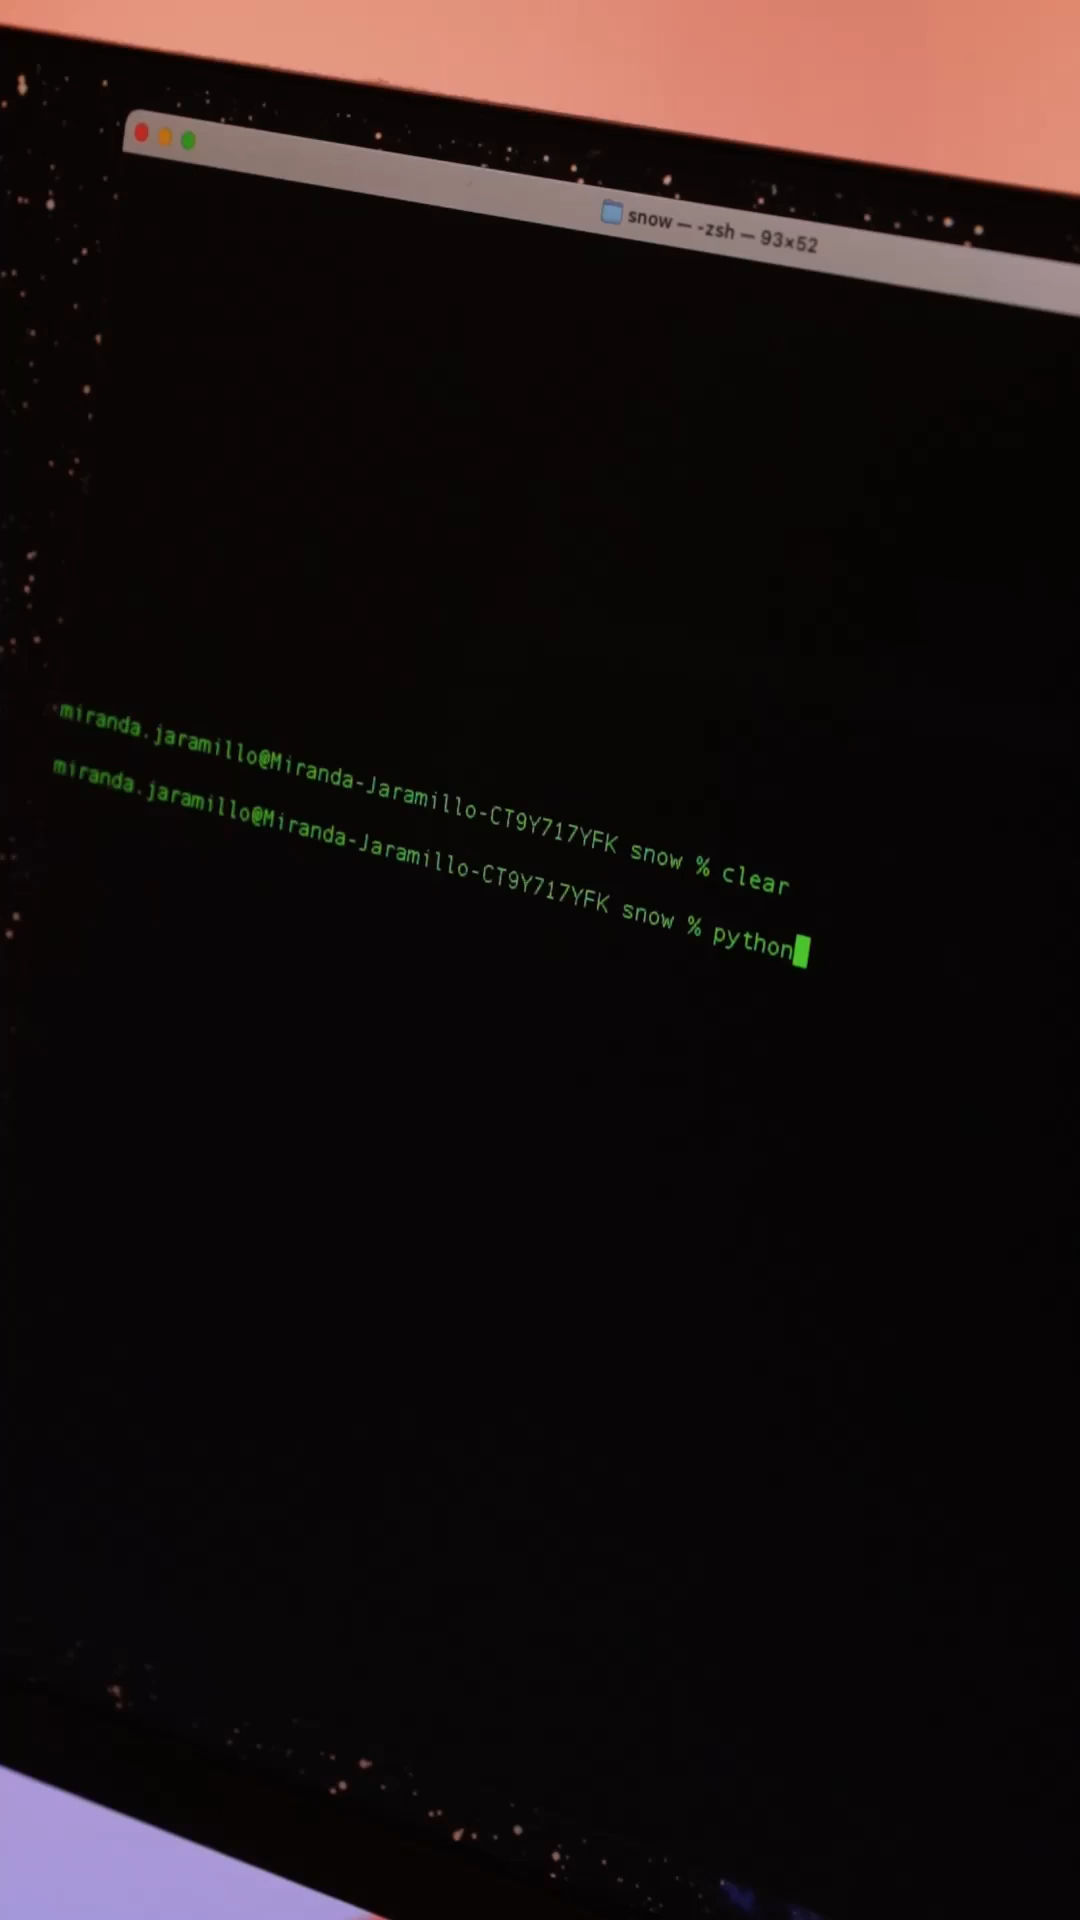 snow — -zsh — 93×52
miranda.jaramillo@Miranda-Jaramillo-CT9Y717YFK snow % clear
miranda.jaramillo@Miranda-Jaramillo-CT9Y717YFK snow % python